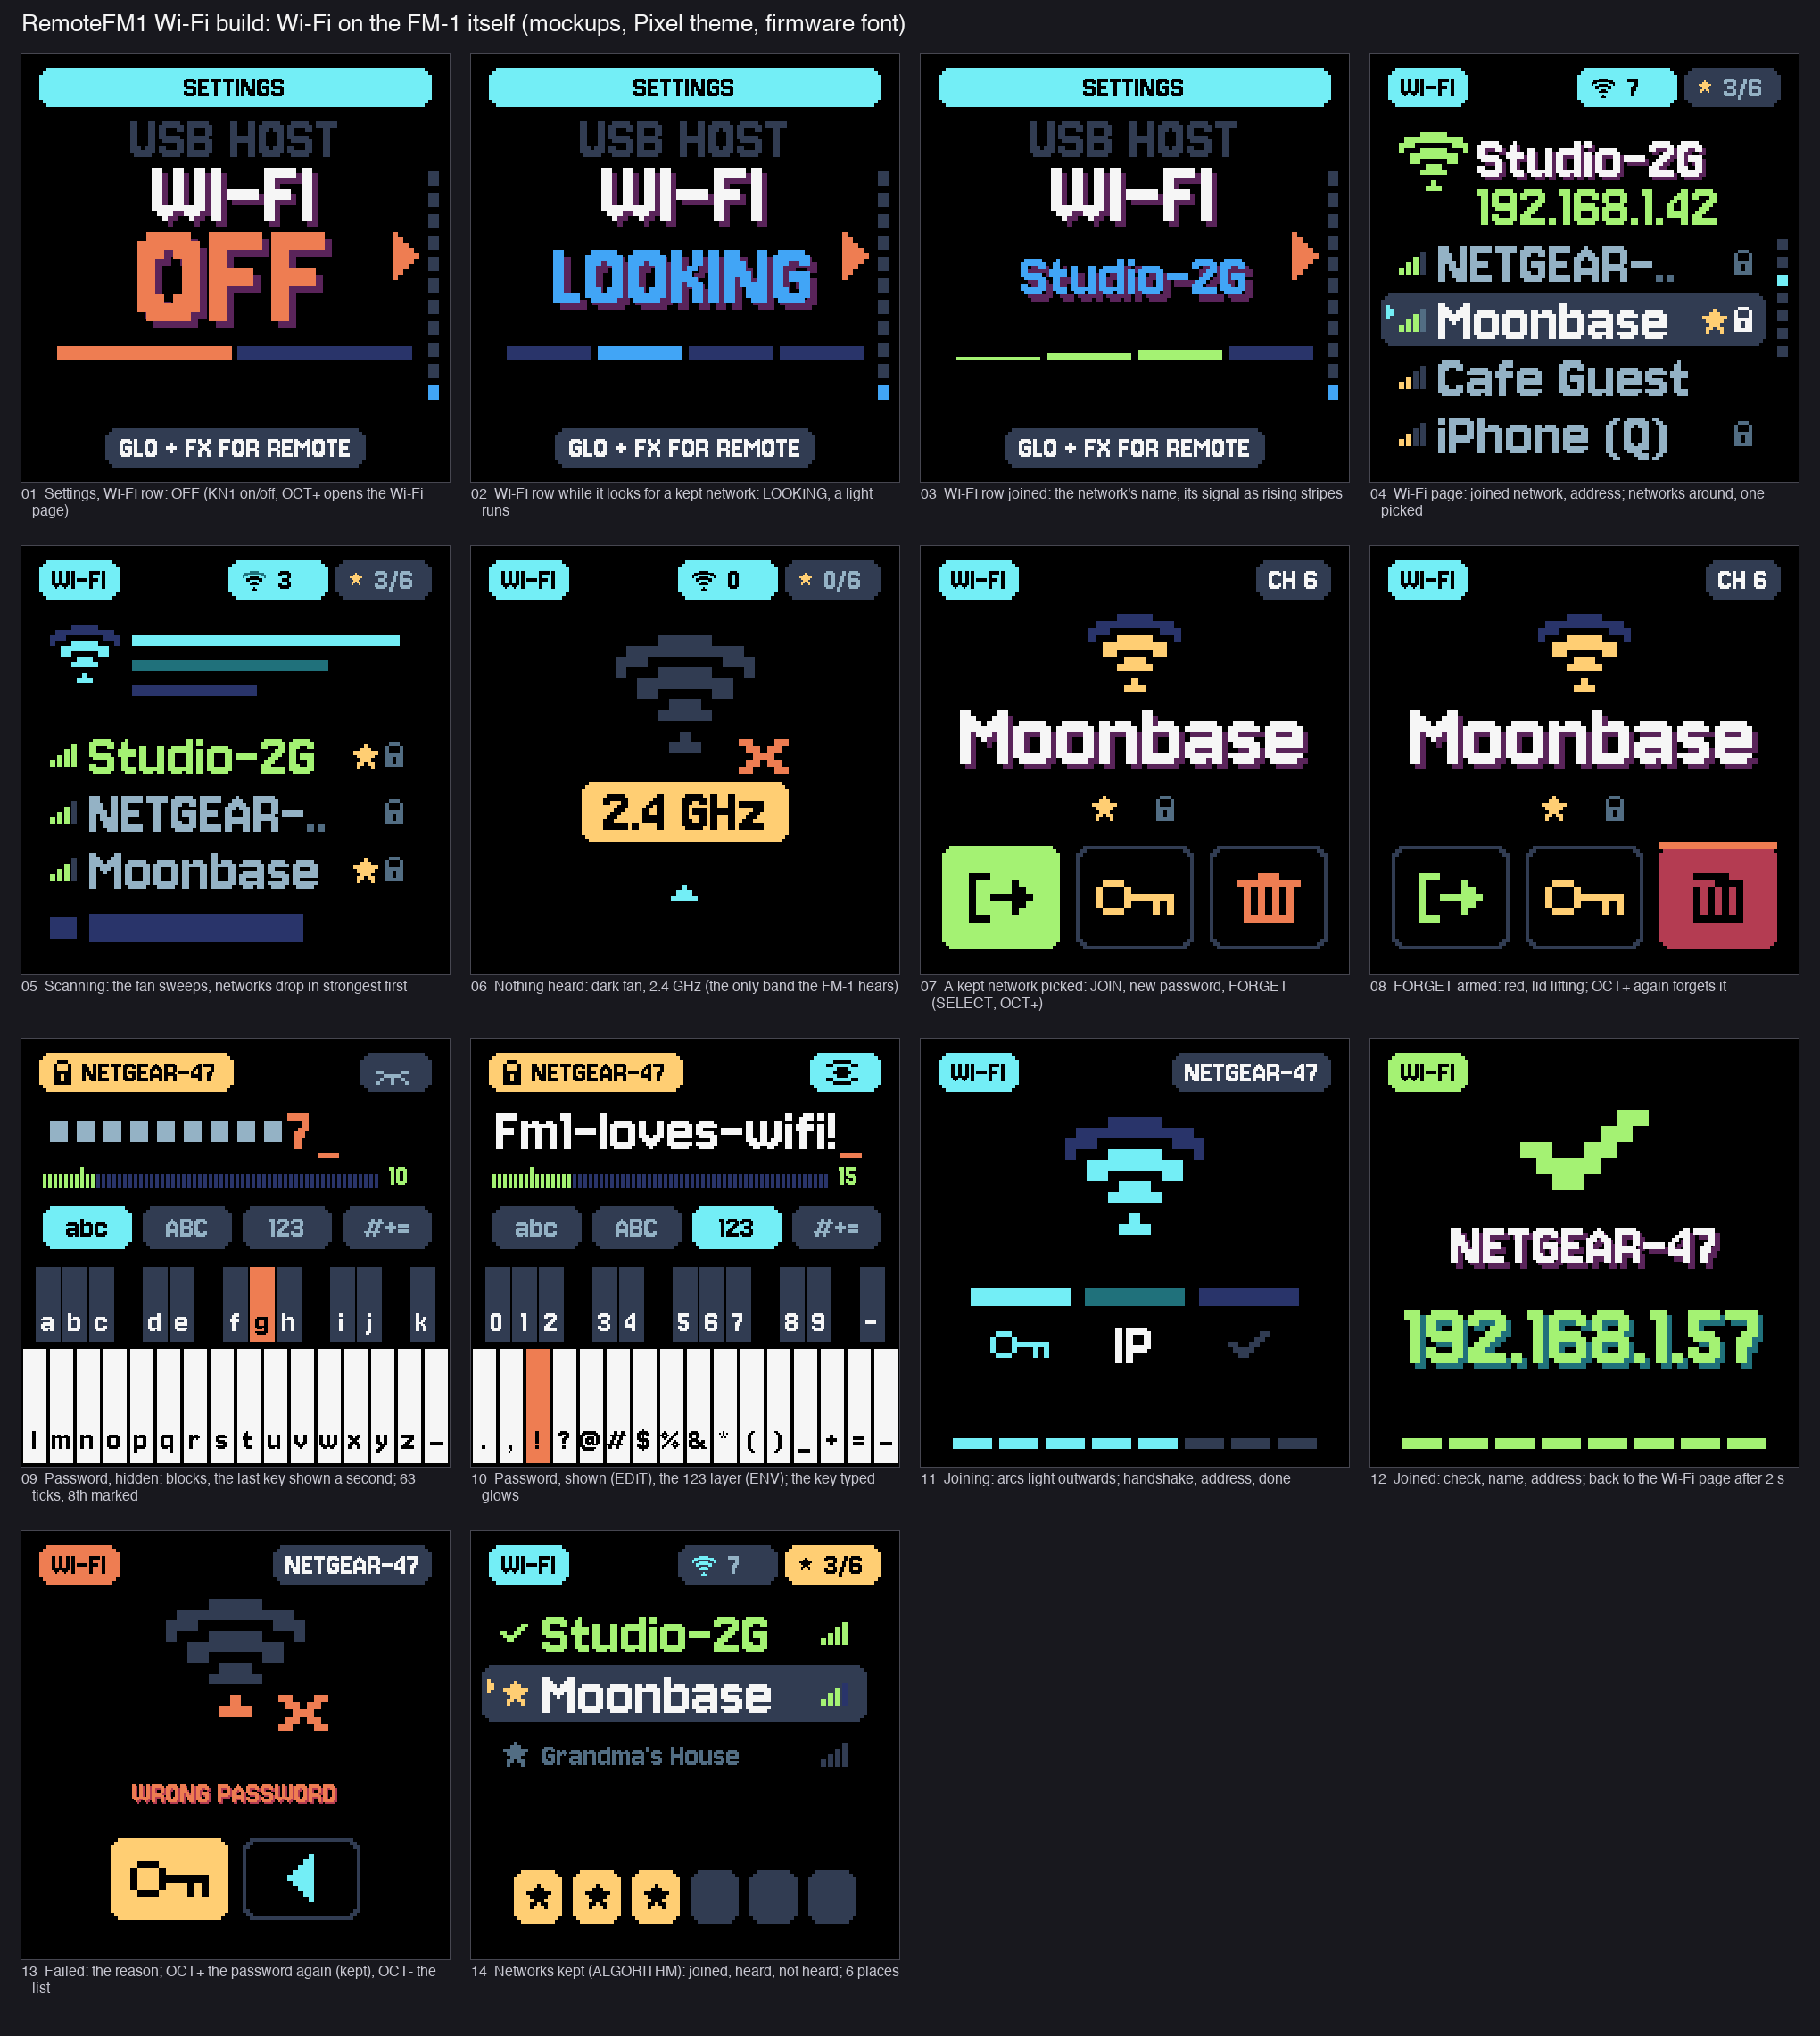 RemoteFM1 Wi-Fi build: Wi-Fi on the FM-1 itself (mockups, Pixel theme, firmware font)
SETTINGS
USB HOST
WI-FI
OFF
GLO + FX FOR REMOTE
01 Settings, WI-FI row: OFF (KN1 on/off, OCT+ opens the Wi-Fi
page)
SETTINGS
USB HOST
WI-FI
LOOKING
GLO + FX FOR REMOTE
02 WI-FI row while it looks for a kept network: LOOKING, a light
runs
SETTINGS
USB HOST
WI-FI
Studio-2G
GLO + FX FOR REMOTE
03 WI-FI row joined: the network's name, its signal as rising stripes
WI-FI 7 3/6
Studio-2G
192.168.1.42
NETGEAR-..
Moonbase
Cafe Guest
iPhone (Q)
04 Wi-Fi page: joined network, address; networks around, one
picked
WI-FI 3 3/6
Studio-2G
NETGEAR-..
Moonbase
05 Scanning: the fan sweeps, networks drop in strongest first
WI-FI 0 0/6
2.4 GHz
06 Nothing heard: dark fan, 2.4 GHz (the only band the FM-1 hears)
WI-FI CH 6
Moonbase
07 A kept network picked: JOIN, new password, FORGET
(SELECT, OCT+)
WI-FI CH 6
Moonbase
08 FORGET armed: red, lid lifting; OCT+ again forgets it
NETGEAR-47
7_
10
abc ABC 123 #+=
a b c d e f g h i j k
l m n o p q r s t u v w x y z -
09 Password, hidden: blocks, the last key shown a second; 63
ticks, 8th marked
NETGEAR-47
Fm1-loves-wifi!_
15
abc ABC 123 #+=
0 1 2 3 4 5 6 7 8 9 -
. , ! ? @ # $ % & * ( ) _ + = -
10 Password, shown (EDIT), the 123 layer (ENV); the key typed
glows
WI-FI NETGEAR-47
IP
11 Joining: arcs light outwards; handshake, address, done
WI-FI
NETGEAR-47
192.168.1.57
12 Joined: check, name, address; back to the Wi-Fi page after 2 s
WI-FI NETGEAR-47
WRONG PASSWORD
13 Failed: the reason; OCT+ the password again (kept), OCT- the
list
WI-FI 7 3/6
Studio-2G
Moonbase
Grandma's House
14 Networks kept (ALGORITHM): joined, heard, not heard; 6 places